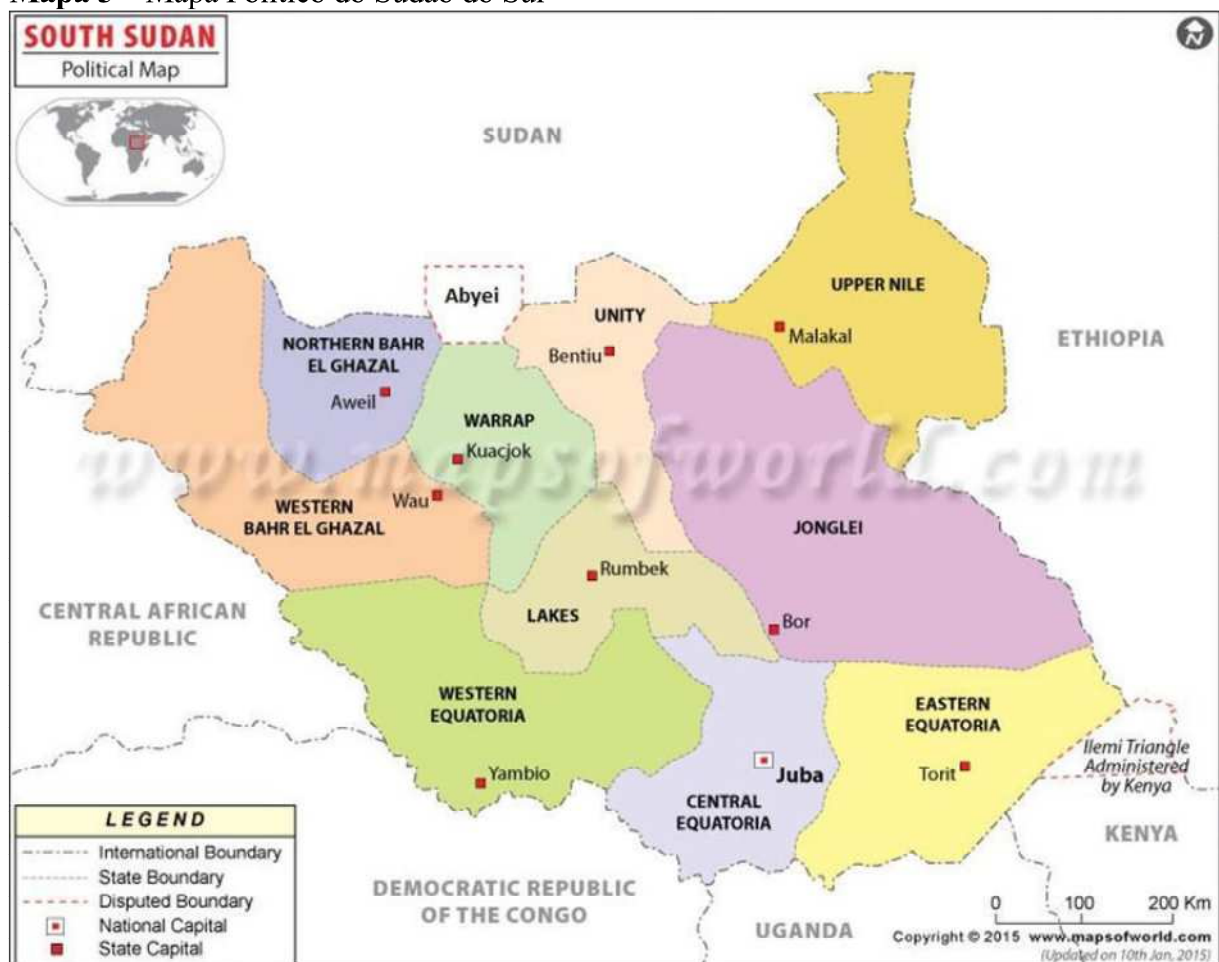 Mapa 3 – Mapa Político do Sudão do Sul
SOUTH SUDAN
Political Map
N
SUDAN
UPPER NILE
Malakal
ETHIOPIA
Abyei
UNITY
Bentiu
NORTHERN BAHR
EL GHAZAL
Aweil
WARRAP
Kuacjok
www.mapsofworld.com
Wau
WESTERN
BAHR EL GHAZAL
JONGLEI
Rumbek
LAKES
Bor
CENTRAL AFRICAN
REPUBLIC
WESTERN
EQUATORIA
Yambio
EASTERN
EQUATORIA
Torit
Ilemi Triangle
Administered
by Kenya
Juba
CENTRAL
EQUATORIA
KENYA
DEMOCRATIC REPUBLIC
OF THE CONGO
UGANDA
LEGEND
International Boundary
State Boundary
Disputed Boundary
National Capital
State Capital
0 100 200 Km
Copyright © 2015 www.mapsofworld.com
(Updated on 10th Jan, 2015)